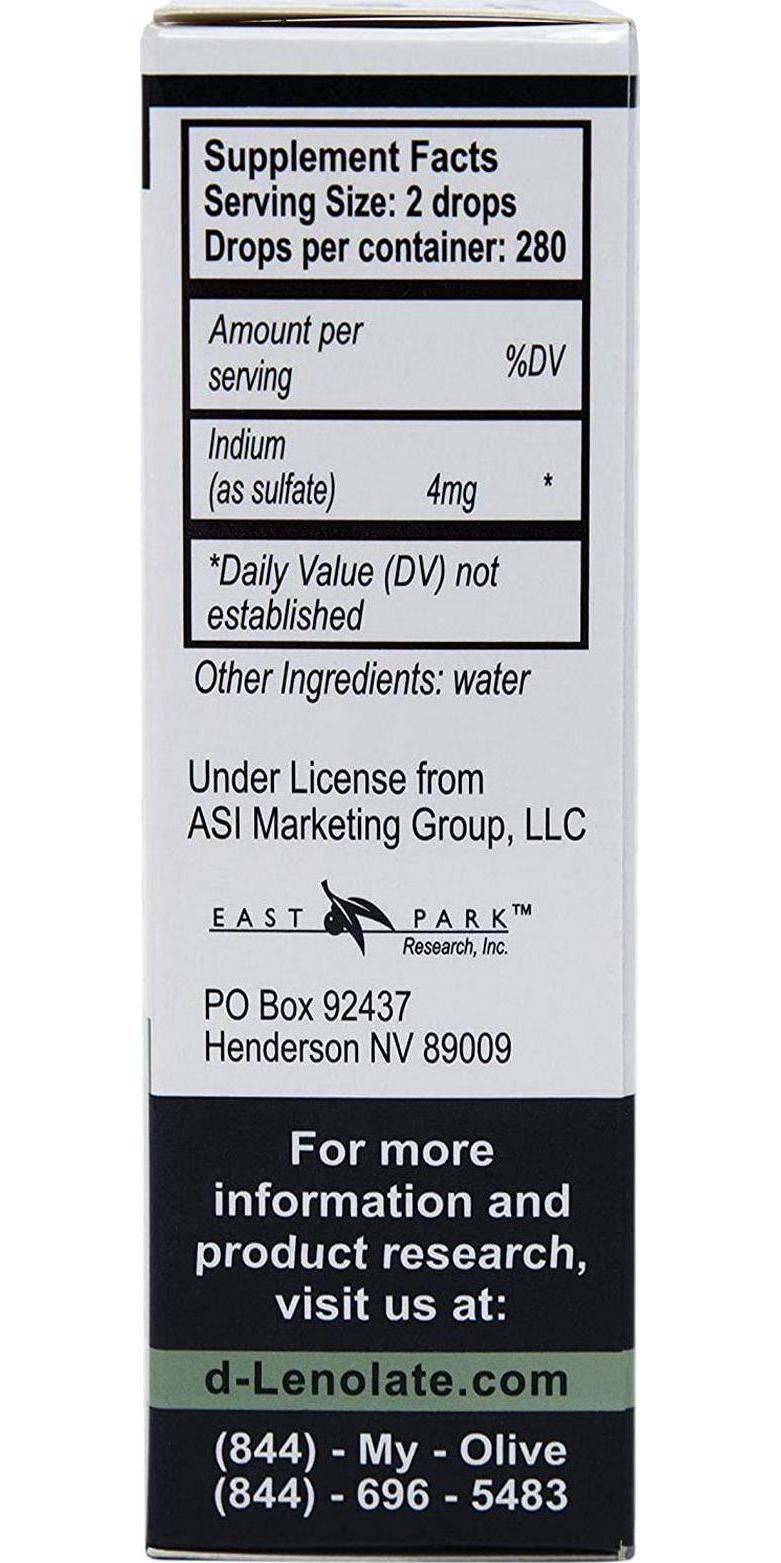 Supplement Facts
Serving Size: 2 drops
Drops per container: 280
Amount per
serving %DV
Indium
(as sulfate) 4mg *
*Daily Value (DV) not
established
Other Ingredients: water
Under License from
ASI Marketing Group, LLC
EAST PARK™
Research, Inc.
PO Box 92437
Henderson NV 89009
For more
information and
product research,
visit us at:
d-Lenolate.com
(844) - My - Olive
(844) - 696 - 5483